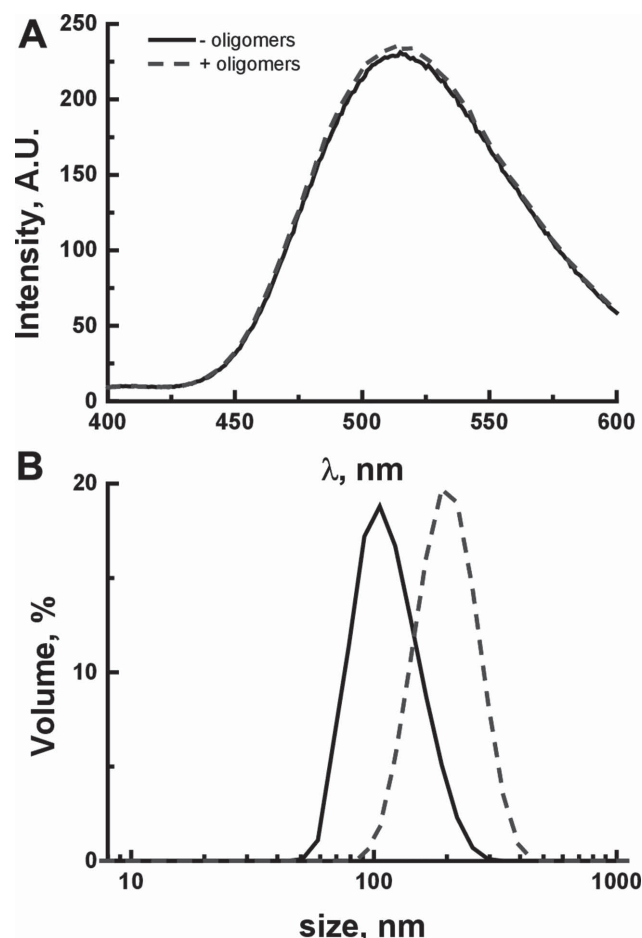 A
250
200
150
100
50
0
Intensity, A.U.
- oligomers
+ oligomers
400
450
500
550
600
λ, nm
B
20
10
0
Volume, %
10
100
1000
size, nm